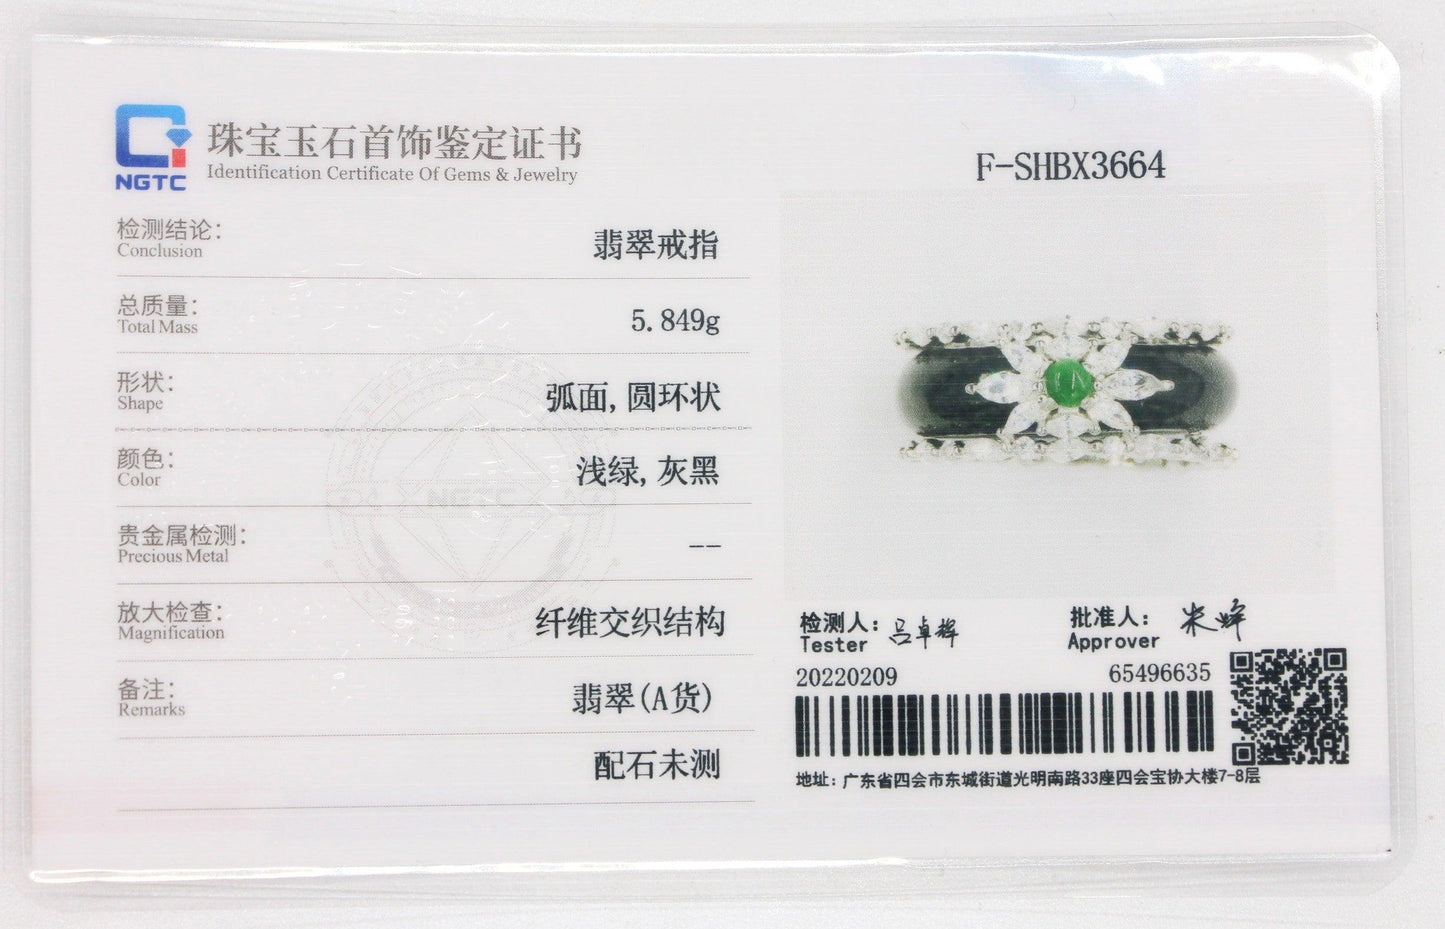 NGTC
珠宝玉石首饰鉴定证书
Identification Certificate Of Gems & Jewelry
检测结论：
Conclusion
翡翠戒指
总质量：
Total Mass
5.849g
形状：
Shape
弧面, 圆环状
颜色：
Color
浅绿, 灰黑
贵金属检测：
Precious Metal
--
放大检查：
Magnification
纤维交织结构
备注：
Remarks
翡翠(A货)
配石未测
NGTC
F-SHBX3664
检测人：
Tester
吕卓辉
批准人：
Approver
20220209
65496635
地址：广东省四会市东城街道光明南路33座四会宝协大楼7-8层